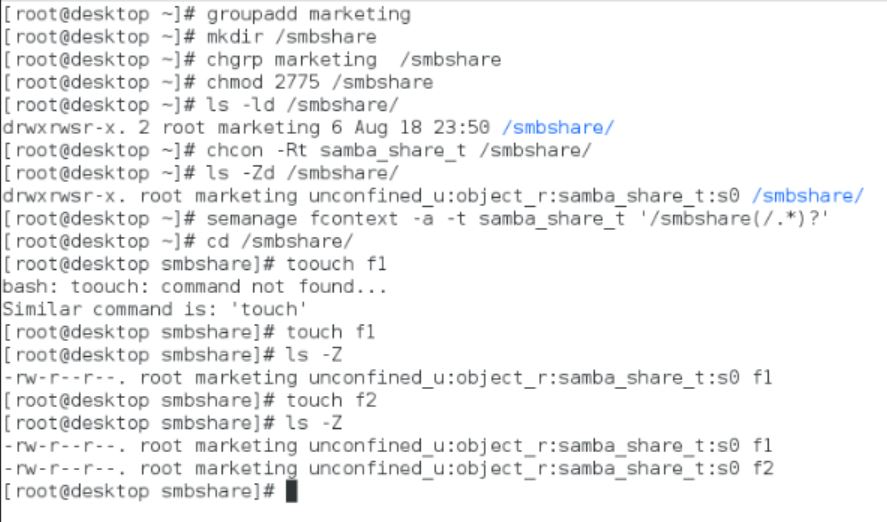 [root@desktop ~]# groupadd marketing
[root@desktop ~]# mkdir /smbshare
[root@desktop ~]# chgrp marketing  /smbshare
[root@desktop ~]# chmod 2775 /smbshare
[root@desktop ~]# ls -ld /smbshare/
drwxrwsr-x. 2 root marketing 6 Aug 18 23:50 /smbshare/
[root@desktop ~]# chcon -Rt samba_share_t /smbshare/
[root@desktop ~]# ls -Zd /smbshare/
drwxrwsr-x. root marketing unconfined_u:object_r:samba_share_t:s0 /smbshare/
[root@desktop ~]# semanage fcontext -a -t samba_share_t '/smbshare(/.*)?'
[root@desktop ~]# cd /smbshare/
[root@desktop smbshare]# toouch f1
bash: toouch: command not found...
Similar command is: 'touch'
[root@desktop smbshare]# touch f1
[root@desktop smbshare]# ls -Z
-rw-r--r--. root marketing unconfined_u:object_r:samba_share_t:s0 f1
[root@desktop smbshare]# touch f2
[root@desktop smbshare]# ls -Z
-rw-r--r--. root marketing unconfined_u:object_r:samba_share_t:s0 f1
-rw-r--r--. root marketing unconfined_u:object_r:samba_share_t:s0 f2
[root@desktop smbshare]#